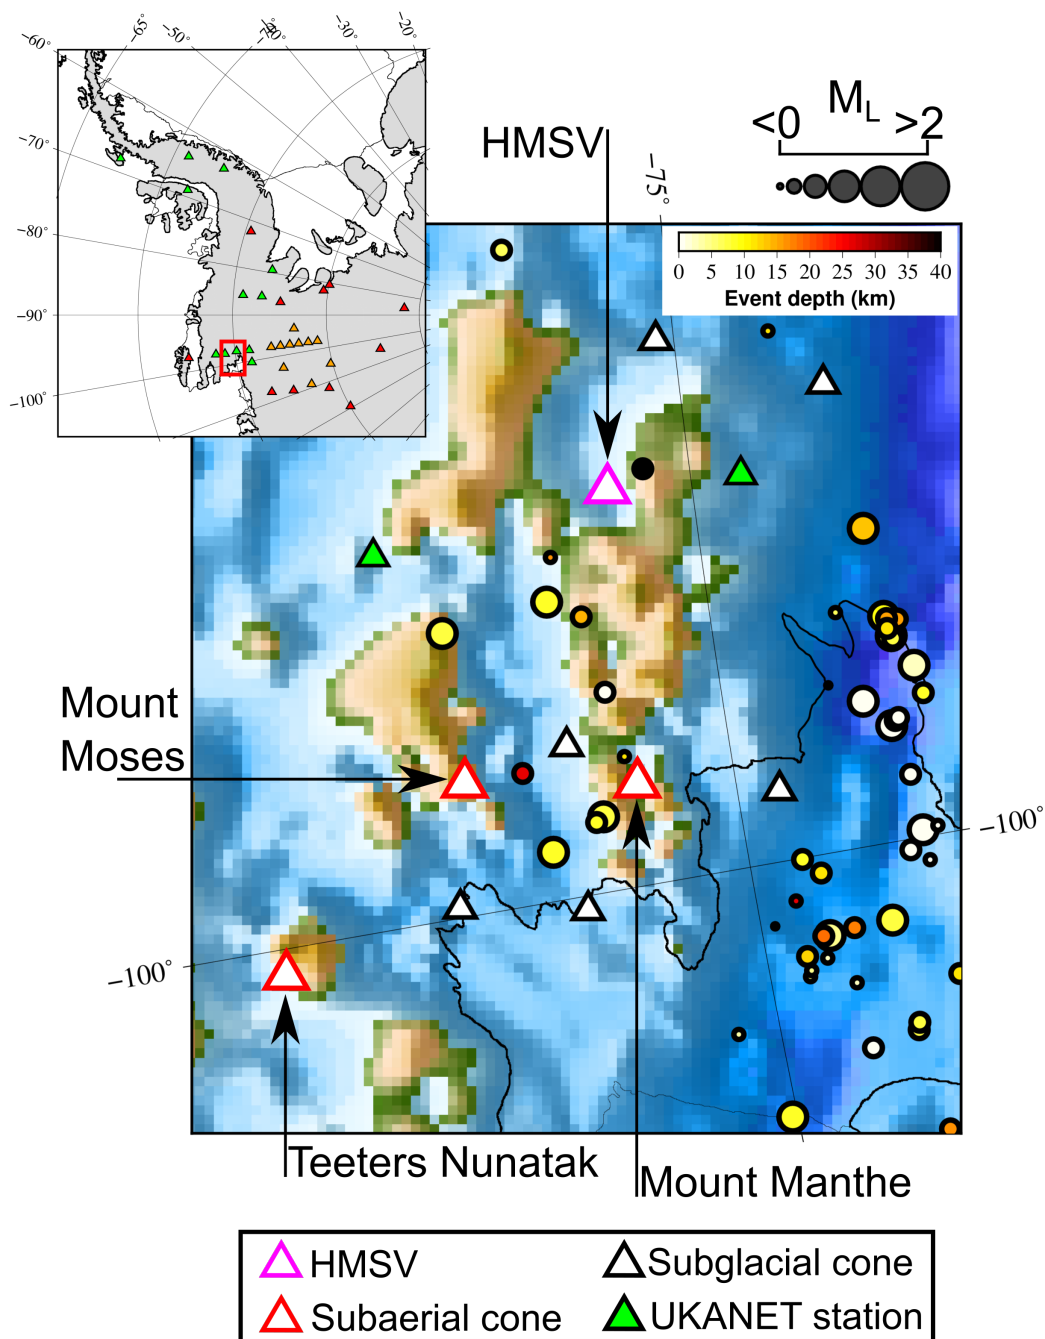 −65°
−50°
−30°
−20°
−60°
−70°
−80°
−90°
−100°
M_L
<0 >2
HMSV
−75°
0 5 10 15 20 25 30 35 40
Event depth (km)
Mount
Moses
−100°
−100°
Teeters Nunatak
Mount Manthe
HMSV
Subglacial cone
Subaerial cone
UKANET station